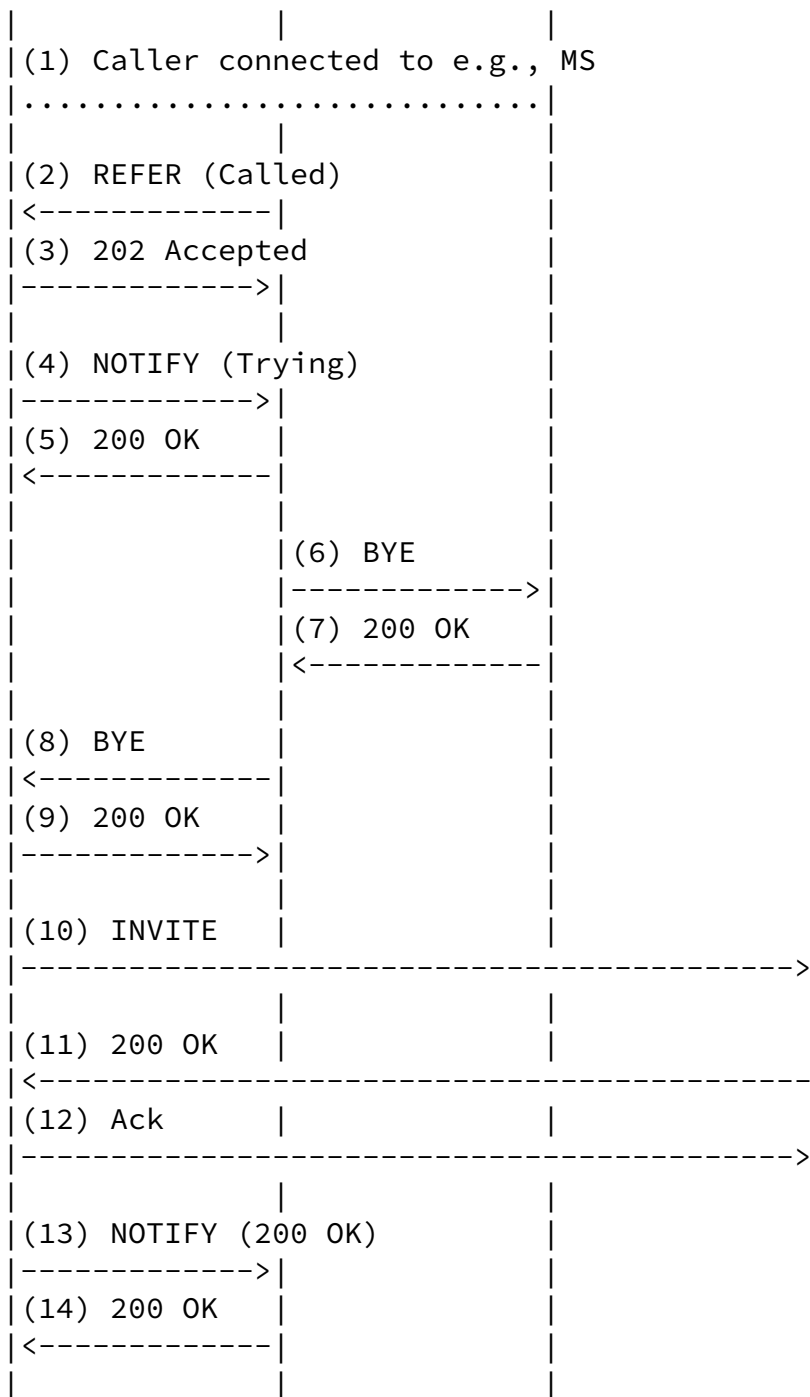 (1) Caller connected to e.g., MS
(2) REFER (Called)
(3) 202 Accepted
(4) NOTIFY (Trying)
(5) 200 OK
(6) BYE
(7) 200 OK
(8) BYE
(9) 200 OK
(10) INVITE
(11) 200 OK
(12) Ack
(13) NOTIFY (200 OK)
(14) 200 OK